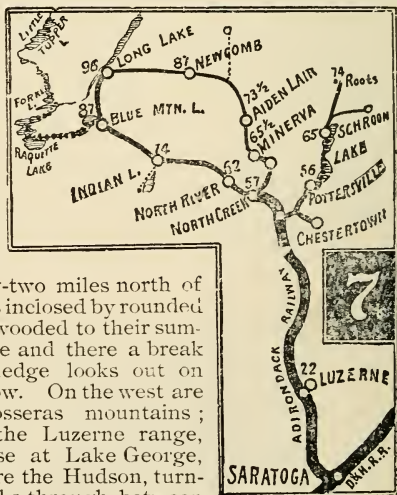 LITTLE
TUPPER
L
96 LONG LAKE
87 NEWCOMB
74
Roots
FORKED
L.
87
BLUE MTN. L.
73½
AIDEN LAIR
65½
MINERVA
65
SCHROON
LAKE
RAQUETTE
LAKE
74
INDIAN L.
62
NORTH RIVER
57
NORTH CREEK
56
POTTERSVILLE
CHESTERTOWN
ADIRONDACK RAILWAY
7
22 LUZERNE
SARATOGA
D&H.R.R.
y-two miles north of
s inclosed by rounded
wooded to their sum-
e and there a break
edge looks out on
ow. On the west are
osseras mountains;
the Luzerne range,
se at Lake George,
re the Hudson, turn-